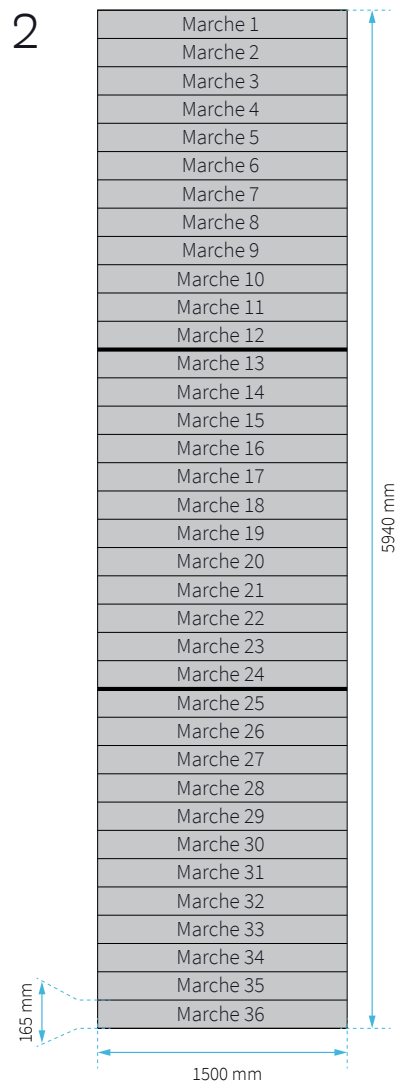 2
Marche 1
Marche 2
Marche 3
Marche 4
Marche 5
Marche 6
Marche 7
Marche 8
Marche 9
Marche 10
Marche 11
Marche 12
Marche 13
Marche 14
Marche 15
Marche 16
Marche 17
Marche 18
Marche 19
Marche 20
Marche 21
Marche 22
Marche 23
Marche 24
Marche 25
Marche 26
Marche 27
Marche 28
Marche 29
Marche 30
Marche 31
Marche 32
Marche 33
Marche 34
Marche 35
Marche 36
5940 mm
165 mm
1500 mm